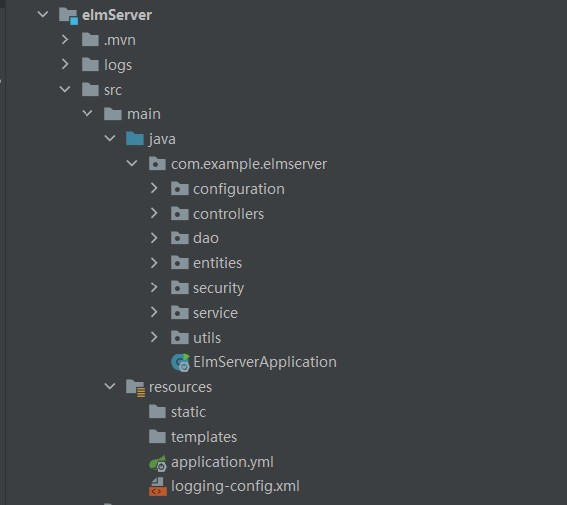 elmServer
.mvn
logs
src
main
java
com.example.elmserver
configuration
controllers
dao
entities
security
service
utils
ElmServerApplication
resources
static
templates
application.yml
logging-config.xml